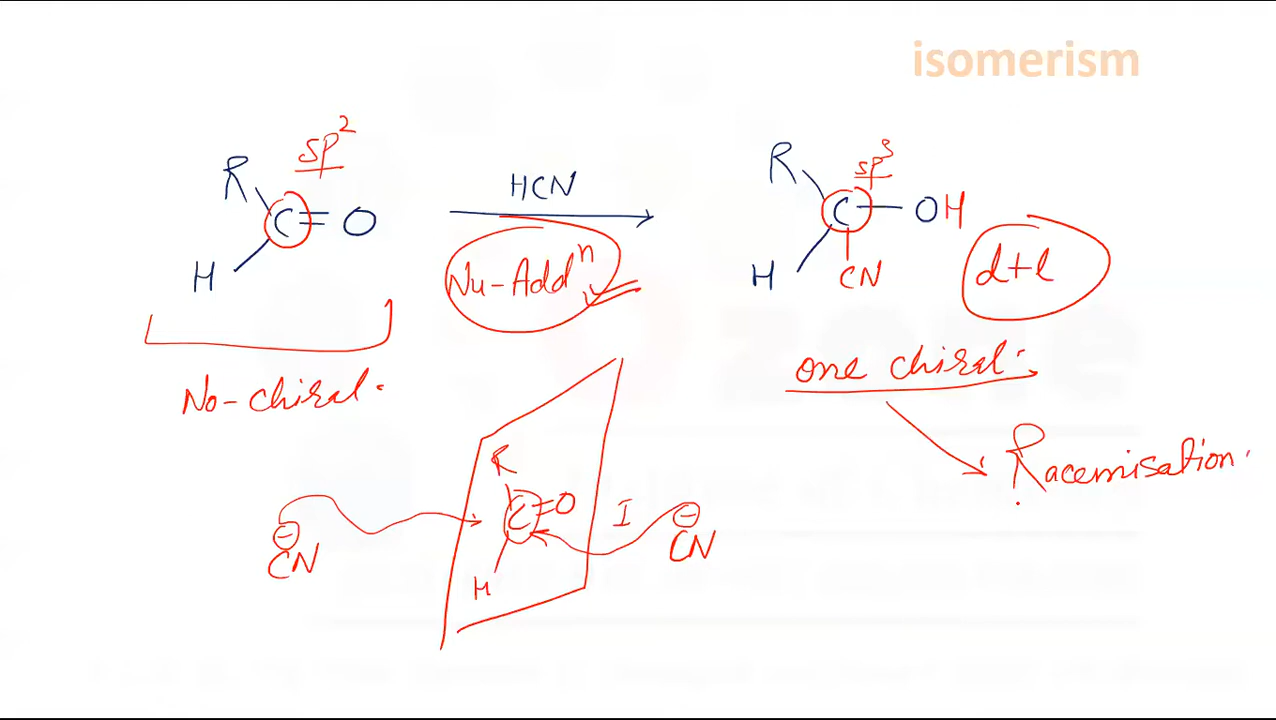 isomerism
R
sp²
C=O
H
HCN
Nu-Addⁿ
R
sp³
C-OH
H
CN
d+l
No-chiral.
one chiral.
Racemisation.
R
C=O
H
I
⊖
CN
⊖
CN